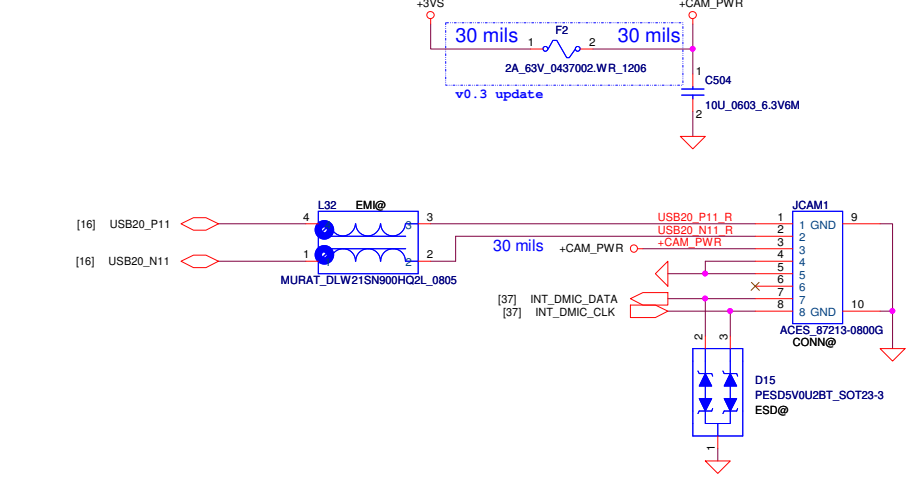 +3VS
+CAM_PWR
30 mils
1
F2
2
30 mils
2A_63V_0437002.WR_1206
v0.3 update
1
C504
10U_0603_6.3V6M
2
L32
EMI@
JCAM1
[16]
USB20_P11
4
3
3
USB20_P11_R
1
1
GND
9
USB20_N11_R
2
2
[16]
USB20_N11
1
2
2
30 mils
+CAM_PWR
+CAM_PWR
3
3
4
4
MURAT_DLW21SN900HQ2L_0805
5
5
6
6
[37]
INT_DMIC_DATA
7
7
[37]
INT_DMIC_CLK
8
8
GND
10
ACES_87213-0800G
CONN@
2
3
D15
PESD5V0U2BT_SOT23-3
ESD@
1